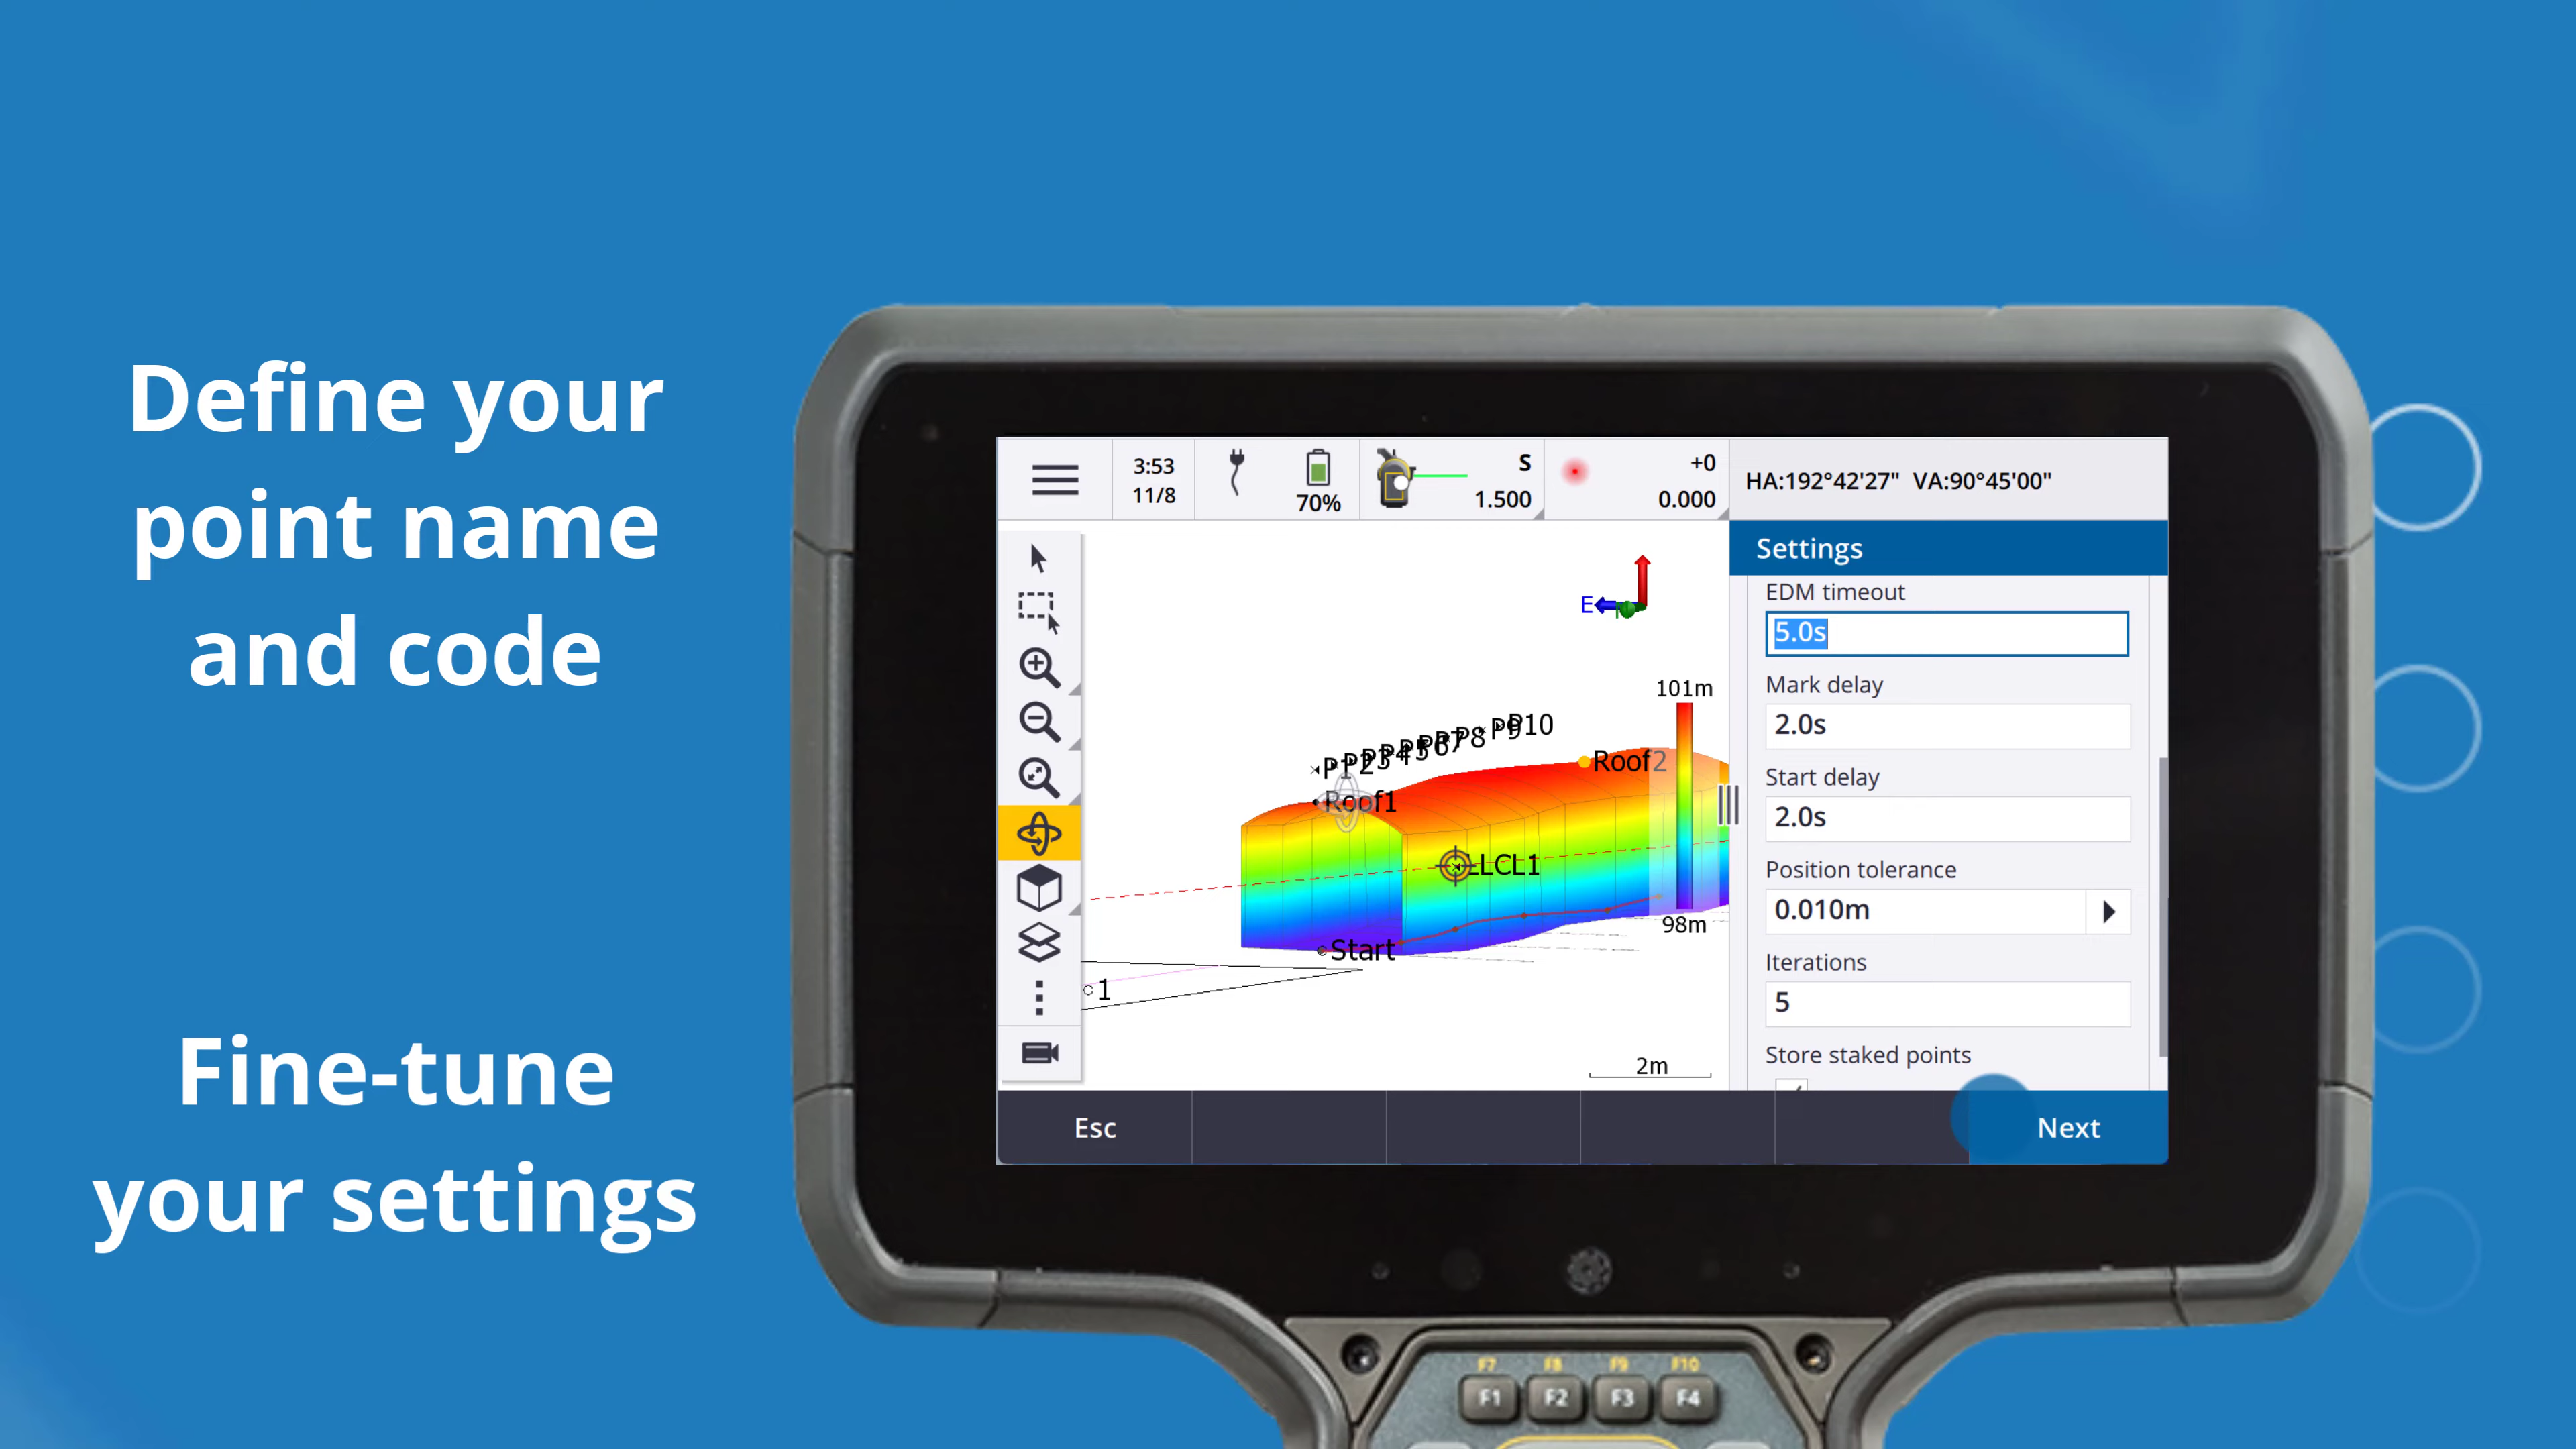 Define your
point name
and code
Fine-tune
your settings
3:53
11/8
70%
S
1.500
+0
0.000
HA:192°42'27" VA:90°45'00"
Settings
EDM timeout
5.0s
Mark delay
2.0s
Start delay
2.0s
Position tolerance
0.010m
Iterations
5
Store staked points
E
101m
98m
P10
P8
Roof2
Roof1
LCL1
Start
1
2m
Esc
Next
F7 F8 F9 F10
F1 F2 F3 F4